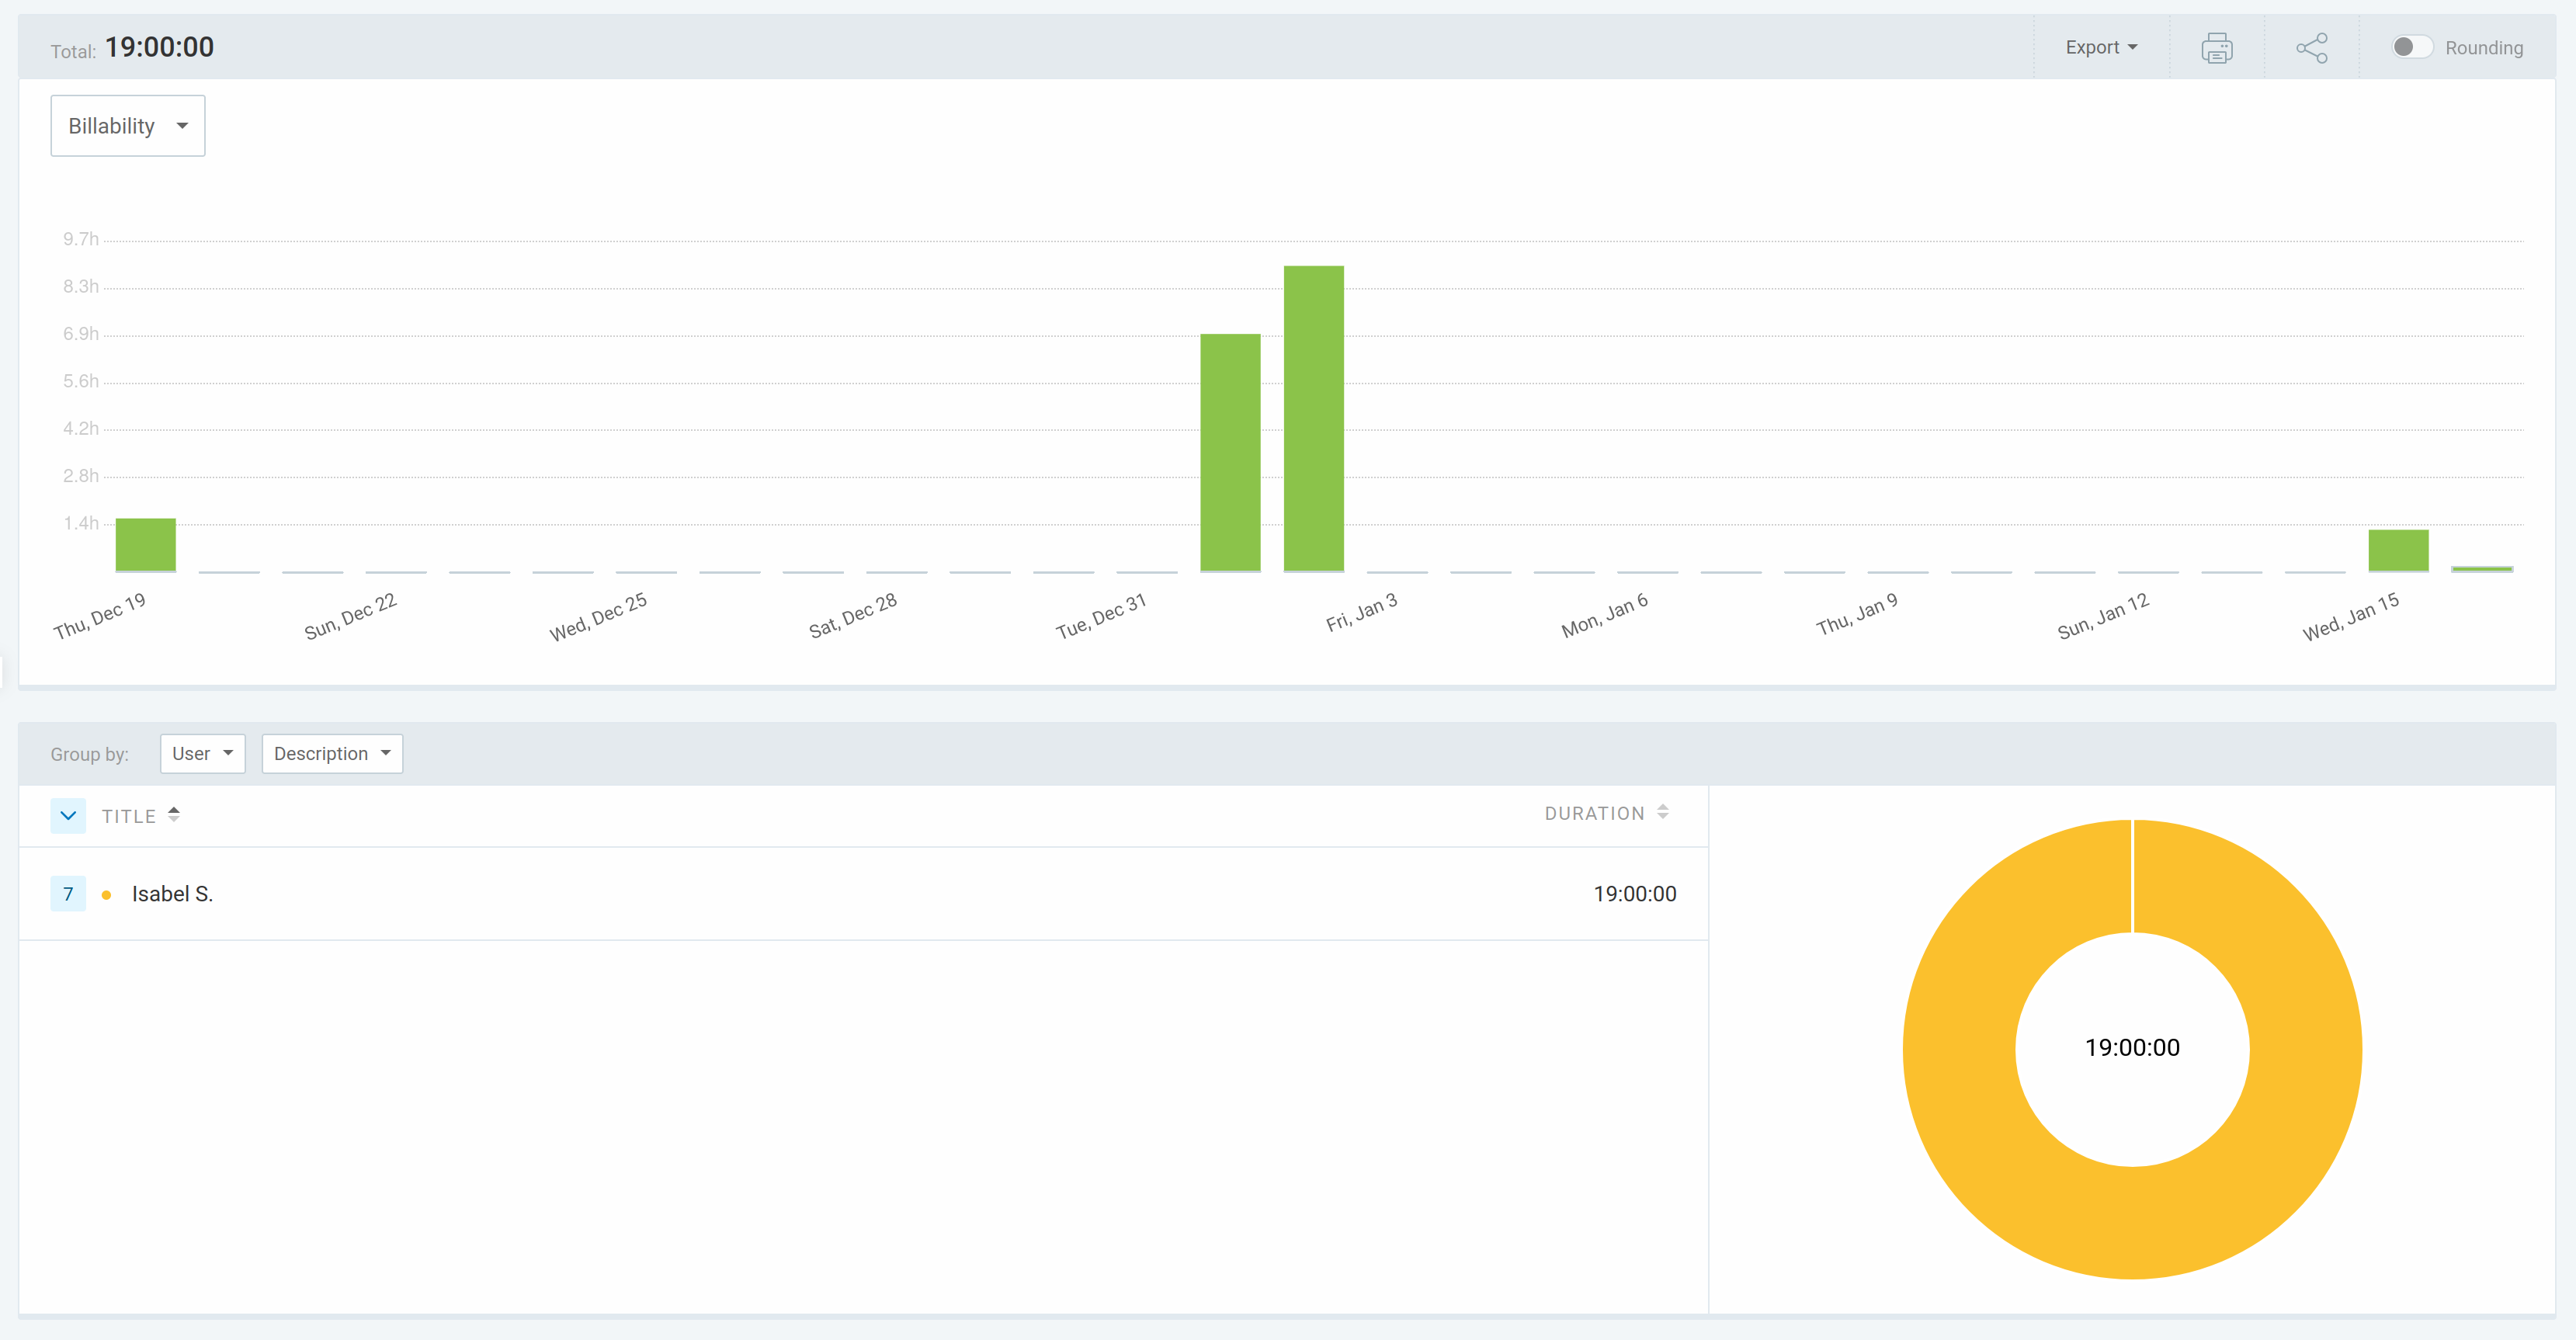 Total: 19:00:00 Export Rounding
Billability
9.7h
8.3h
6.9h
5.6h
4.2h
2.8h
1.4h
Thu, Dec 19 Sun, Dec 22 Wed, Dec 25 Sat, Dec 28 Tue, Dec 31 Fri, Jan 3 Mon, Jan 6 Thu, Jan 9 Sun, Jan 12 Wed, Jan 15
Group by: User Description
TITLE DURATION
7 Isabel S. 19:00:00
19:00:00